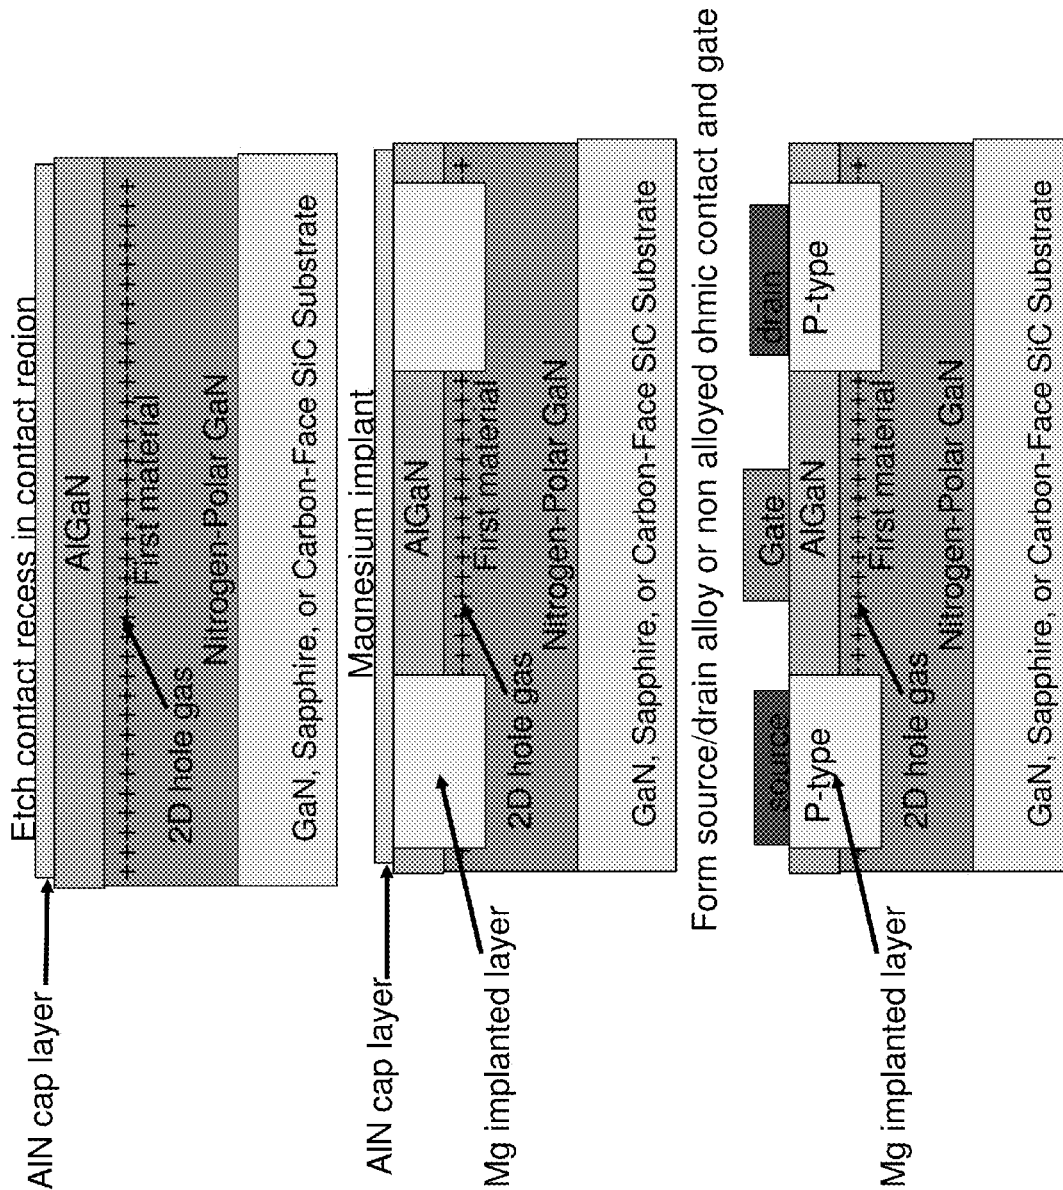 Etch contact recess in contact region
AlN cap layer
AlGaN
First material
2D hole gas
Nitrogen-Polar GaN
GaN, Sapphire, or Carbon-Face SiC Substrate
Magnesium implant
AlN cap layer
AlGaN
First material
Mg implanted layer
2D hole gas
Nitrogen-Polar GaN
GaN, Sapphire, or Carbon-Face SiC Substrate
Form source/drain alloy or non alloyed ohmic contact and gate
source
Gate
drain
P-type
AlGaN
P-type
First material
Mg implanted layer
2D hole gas
Nitrogen-Polar GaN
GaN, Sapphire, or Carbon-Face SiC Substrate